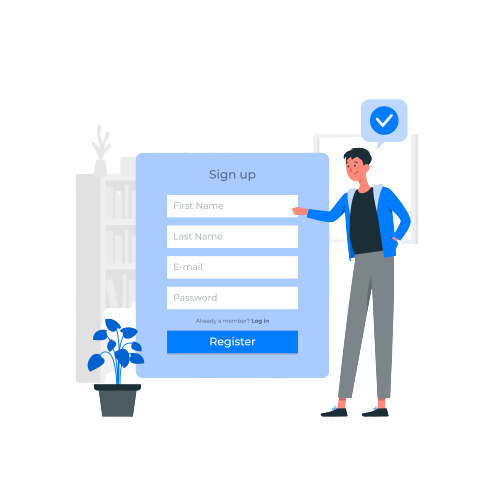 Sign up
First Name
Last Name
E-mail
Password
Already a member? Log in
Register